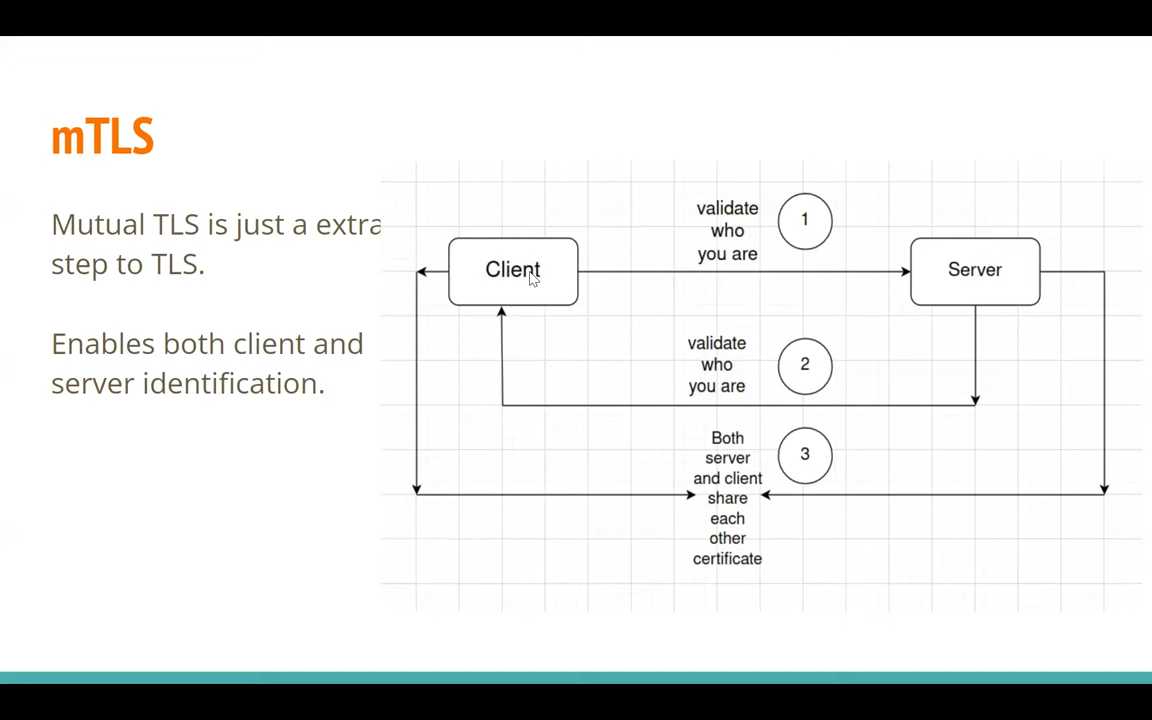 mTLS
Mutual TLS is just a extra
step to TLS.
Enables both client and
server identification.
validate
who
you are
1
Client
Server
validate
who
you are
2
Both
server
and client
share
each
other
certificate
3